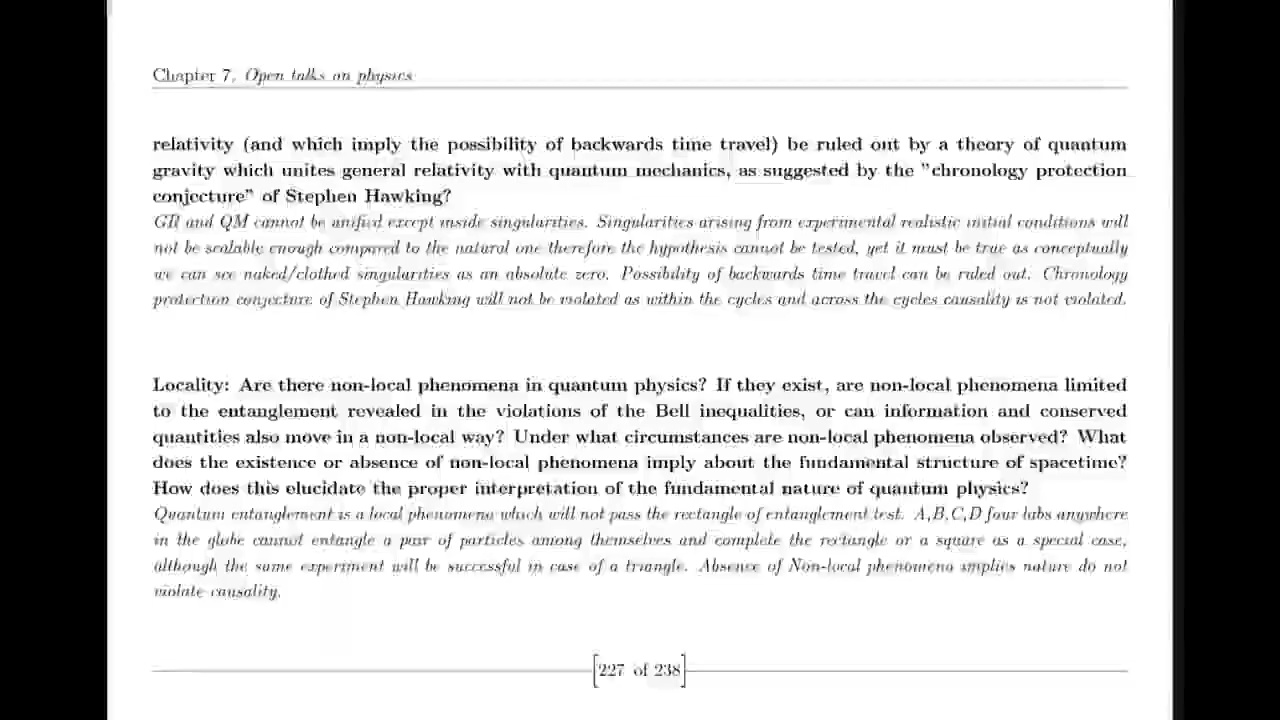 Chapter 7. Open talks on physics
relativity (and which imply the possibility of backwards time travel) be ruled out by a theory of quantum
gravity which unites general relativity with quantum mechanics, as suggested by the "chronology protection
conjecture" of Stephen Hawking?
GR and QM cannot be unified except inside singularities. Singularities arising from experimental realistic initial conditions will
not be scalable enough compared to the natural one therefore the hypothesis cannot be tested, yet it must be true as conceptually
we can see naked/clothed singularities as an absolute zero. Possibility of backwards time travel can be ruled out. Chronology
protection conjecture of Stephen Hawking will not be violated as within the cycles and across the cycles causality is not violated.
Locality: Are there non-local phenomena in quantum physics? If they exist, are non-local phenomena limited
to the entanglement revealed in the violations of the Bell inequalities, or can information and conserved
quantities also move in a non-local way? Under what circumstances are non-local phenomena observed? What
does the existence or absence of non-local phenomena imply about the fundamental structure of spacetime?
How does this elucidate the proper interpretation of the fundamental nature of quantum physics?
Quantum entanglement is a local phenomena which will not pass the rectangle of entanglement test. A,B,C,D four labs anywhere
in the globe cannot entangle a pair of particles among themselves and complete the rectangle or a square as a special case,
although the same experiment will be successful in case of a triangle. Absence of Non-local phenomena implies nature do not
violate causality.
227 of 238